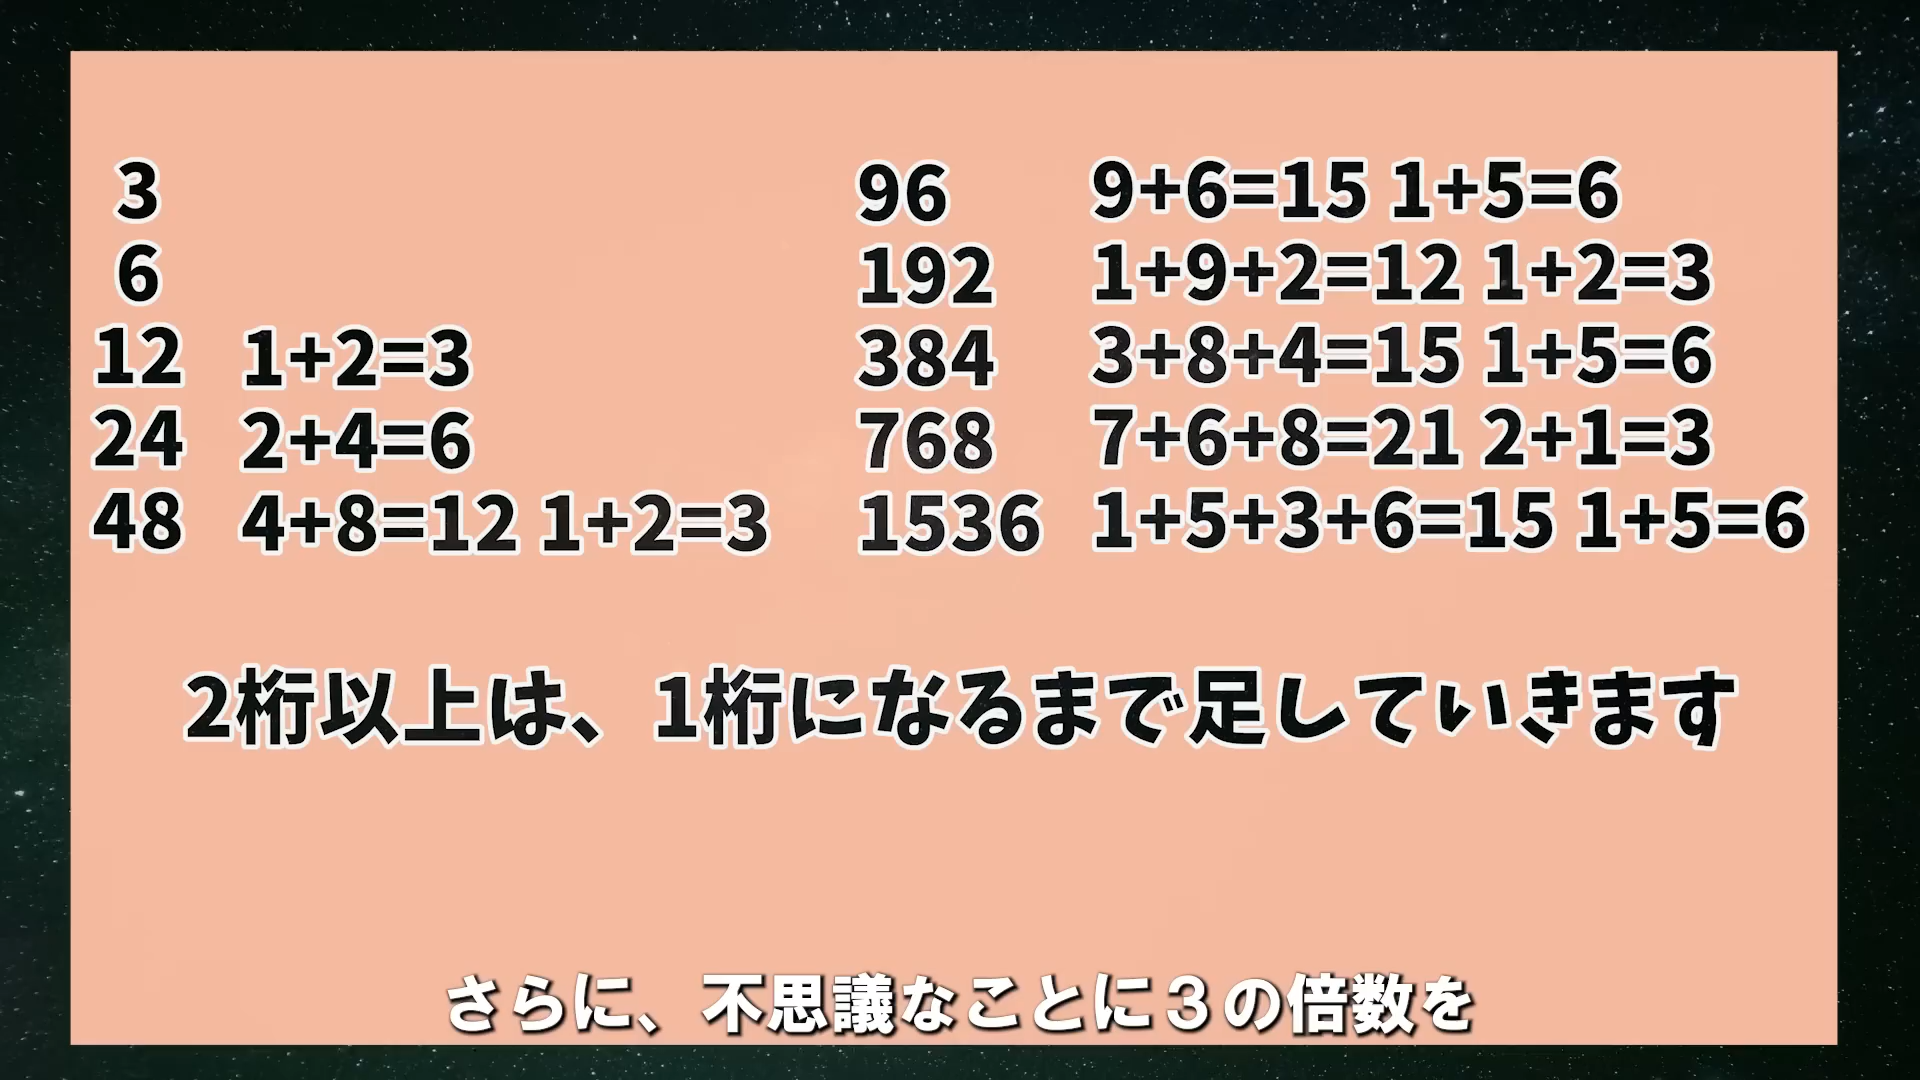 3
6
12 1+2=3
24 2+4=6
48 4+8=12 1+2=3
96 9+6=15 1+5=6
192 1+9+2=12 1+2=3
384 3+8+4=15 1+5=6
768 7+6+8=21 2+1=3
1536 1+5+3+6=15 1+5=6
2桁以上は、1桁になるまで足していきます
さらに、不思議なことに３の倍数を